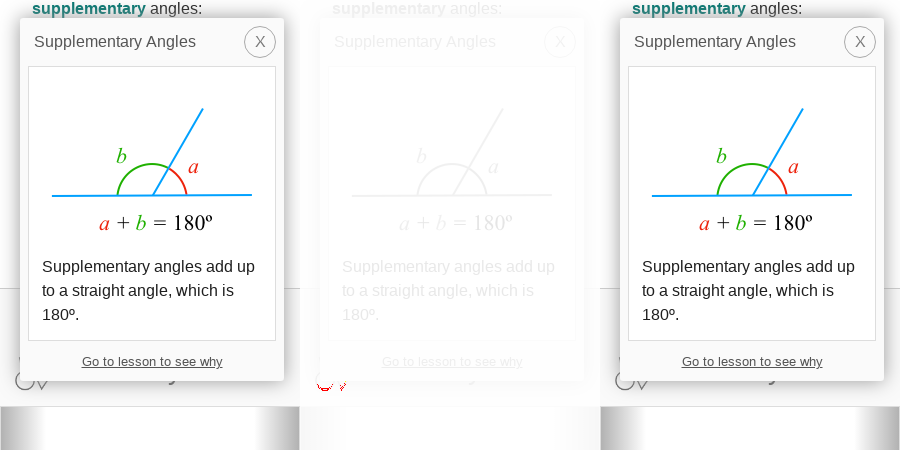 supplementary angles:
Supplementary Angles
X
b
a
a + b = 180º
Supplementary angles add up
to a straight angle, which is
180º.
Go to lesson to see why
supplementary angles:
Supplementary Angles
X
b
a
a + b = 180º
Supplementary angles add up
to a straight angle, which is
180º.
Go to lesson to see why
supplementary angles:
Supplementary Angles
X
b
a
a + b = 180º
Supplementary angles add up
to a straight angle, which is
180º.
Go to lesson to see why